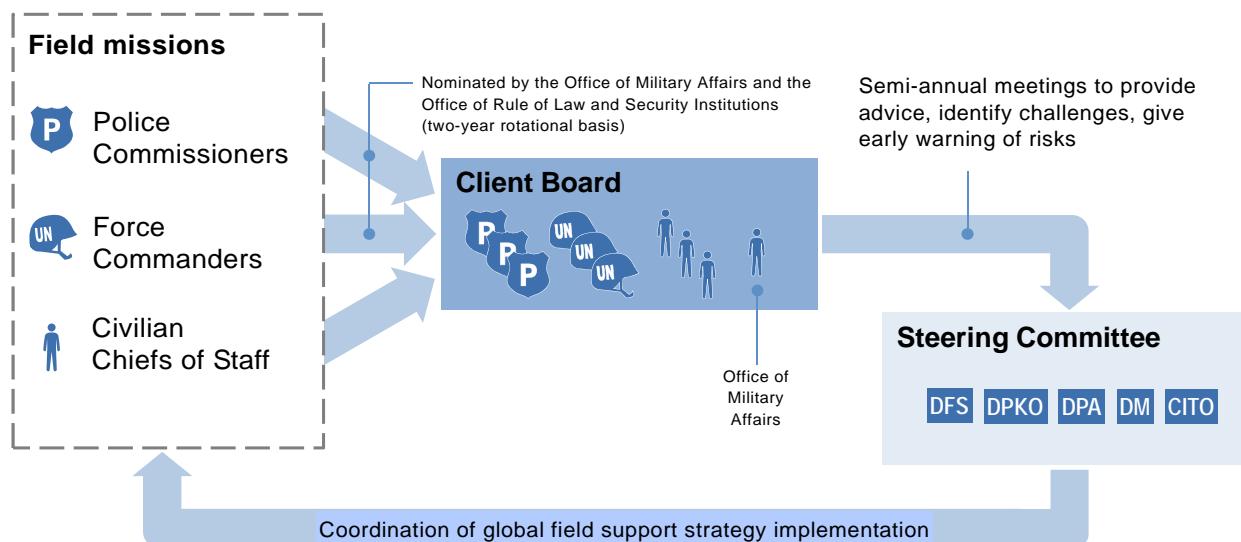 Field missions
P
Police
Commissioners
UN
Force
Commanders
Civilian
Chiefs of Staff
Nominated by the Office of Military Affairs and the
Office of Rule of Law and Security Institutions
(two-year rotational basis)
Client Board
P
P
P
UN
UN
UN
Office of
Military
Affairs
Semi-annual meetings to provide
advice, identify challenges, give
early warning of risks
Steering Committee
DFS DPKO DPA DM CITO
Coordination of global field support strategy implementation